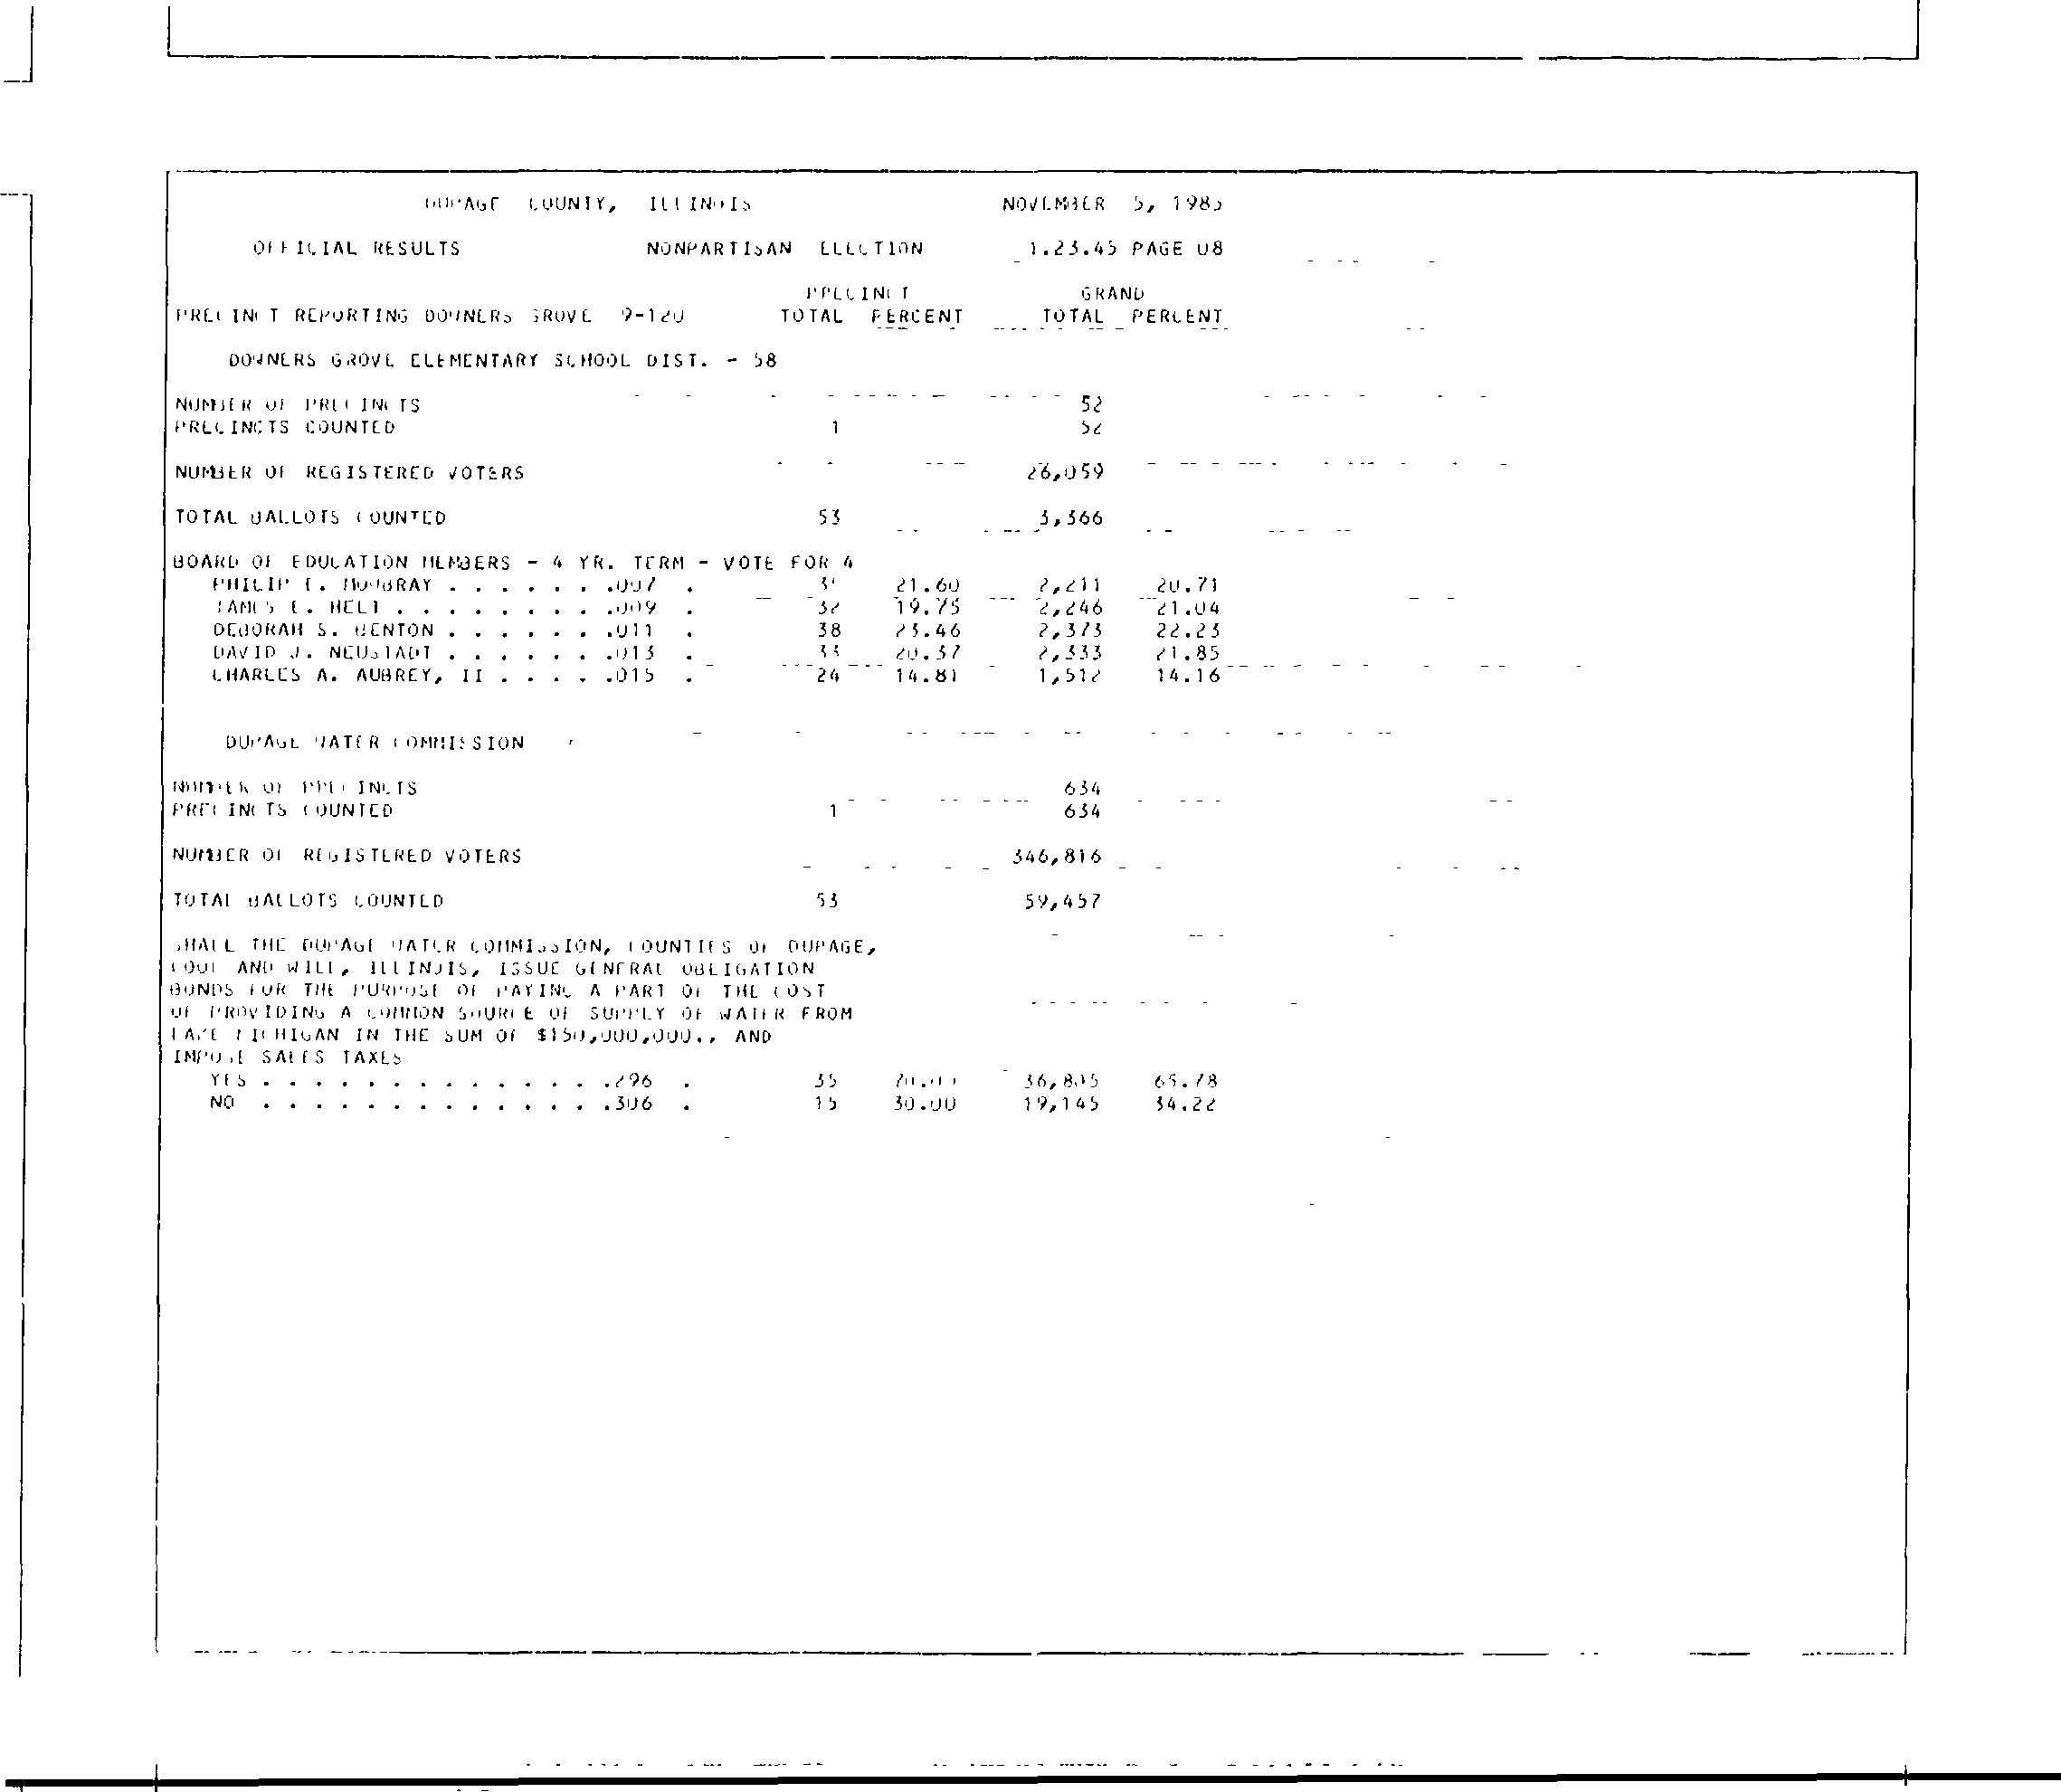 DUPAGE COUNTY, ILLINOIS NOVEMBER 5, 1985
OFFICIAL RESULTS NONPARTISAN ELECTION 1.23.45 PAGE 08
PRECINCT GRAND
PRECINCT REPORTING DOWNERS GROVE 9-120 TOTAL PERCENT TOTAL PERCENT
DOWNERS GROVE ELEMENTARY SCHOOL DIST. - 58
NUMBER OF PRECINCTS 52
PRECINCTS COUNTED 1 52
NUMBER OF REGISTERED VOTERS 26,059
TOTAL BALLOTS COUNTED 53 3,366
BOARD OF EDUCATION MEMBERS - 4 YR. TERM - VOTE FOR 4
PHILIP E. MOWBRAY . . . . . . .007 . 35 21.60 2,211 20.71
JAMES E. HELT . . . . . . . . .009 . 32 19.75 2,246 21.04
DEBORAH S. BENTON . . . . . . .011 . 38 23.46 2,373 22.23
DAVID J. NEUSTADT . . . . . . .013 . 33 20.37 2,333 21.85
CHARLES A. AUBREY, II . . . . .015 . 24 14.81 1,512 14.16
DUPAGE WATER COMMISSION
NUMBER OF PRECINCTS 634
PRECINCTS COUNTED 1 634
NUMBER OF REGISTERED VOTERS 346,816
TOTAL BALLOTS COUNTED 53 59,457
SHALL THE DUPAGE WATER COMMISSION, COUNTIES OF DUPAGE,
COOK AND WILL, ILLINOIS, ISSUE GENERAL OBLIGATION
BONDS FOR THE PURPOSE OF PAYING A PART OF THE COST
OF PROVIDING A COMMON SOURCE OF SUPPLY OF WATER FROM
LAKE MICHIGAN IN THE SUM OF $150,000,000., AND
IMPOSE SALES TAXES
YES . . . . . . . . . . . . . .296 . 35 70.00 36,805 65.78
NO . . . . . . . . . . . . . .306 . 15 30.00 19,145 34.22